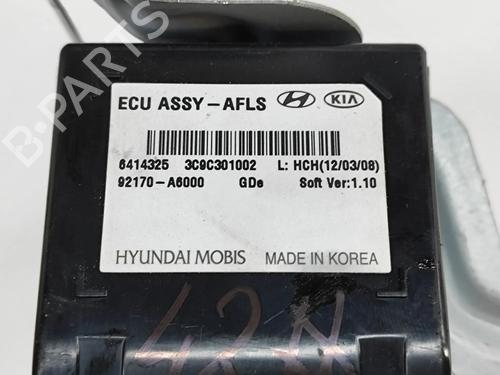 ECU ASSY-AFLS KIA
6414325 3C9C301002 L: HCH(12/03/08)
92170-A6000 GDe Soft Ver:1.10
HYUNDAI MOBIS MADE IN KOREA
B-PARTS